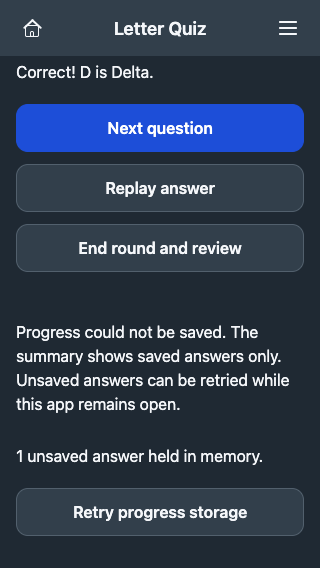 Letter Quiz
Correct! D is Delta.
Next question
Replay answer
End round and review
Progress could not be saved. The
summary shows saved answers only.
Unsaved answers can be retried while
this app remains open.
1 unsaved answer held in memory.
Retry progress storage